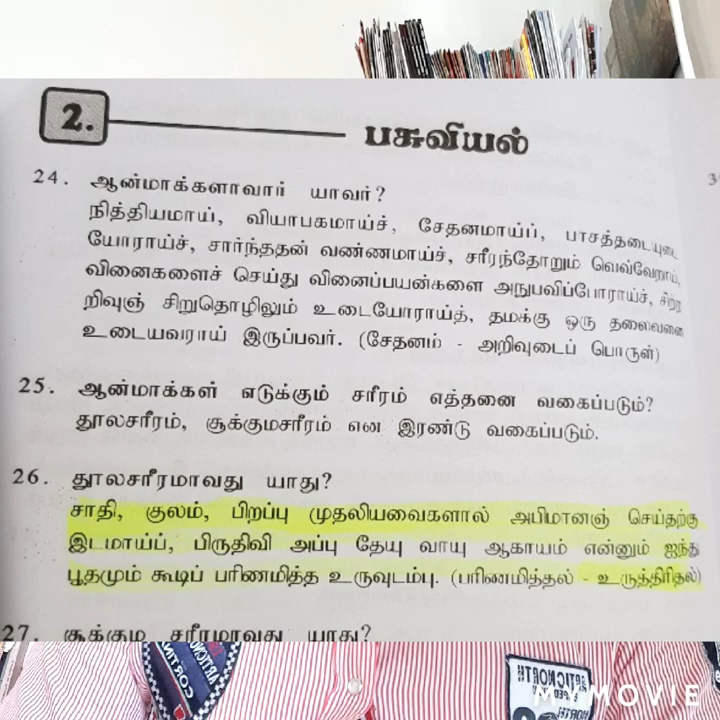 2.
பசுவியல்
24. ஆன்மாக்களாவார் யாவர்?
நித்தியமாய், வியாபகமாய்ச், சேதனமாய்ப், பாசத்தடையுடை
யோராய்ச், சார்ந்ததன் வண்ணமாய்ச், சரீரந்தோறும் வெவ்வேறாய்,
வினைகளைச் செய்து வினைப்பயன்களை அநுபவிப்போராய்ச், சிற்ற
றிவுஞ் சிறுதொழிலும் உடையோராய்த், தமக்கு ஒரு தலைவனை
உடையவராய் இருப்பவர். (சேதனம் - அறிவுடைப் பொருள்)
25. ஆன்மாக்கள் எடுக்கும் சரீரம் எத்தனை வகைப்படும்?
தூலசரீரம், சூக்குமசரீரம் என இரண்டு வகைப்படும்.
26. தூலசரீரமாவது யாது?
சாதி, குலம், பிறப்பு முதலியவைகளால் அபிமானஞ் செய்தற்கு
இடமாய்ப், பிருதிவி அப்பு தேயு வாயு ஆகாயம் என்னும் ஐந்து
பூதமும் கூடிப் பரிணமித்த உருவுடம்பு. (பரிணமித்தல் - உருத்திரிதல்)
27. சூக்கும சரீரமாவது யாது?
MOVIE